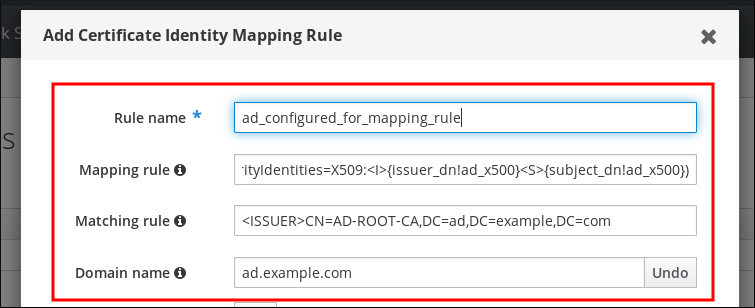 Add Certificate Identity Mapping Rule
Rule name *
ad_configured_for_mapping_rule
Mapping rule
ityIdentities=X509:<I>{issuer_dn!ad_x500}<S>{subject_dn!ad_x500})
Matching rule
<ISSUER>CN=AD-ROOT-CA,DC=ad,DC=example,DC=com
Domain name
ad.example.com
Undo